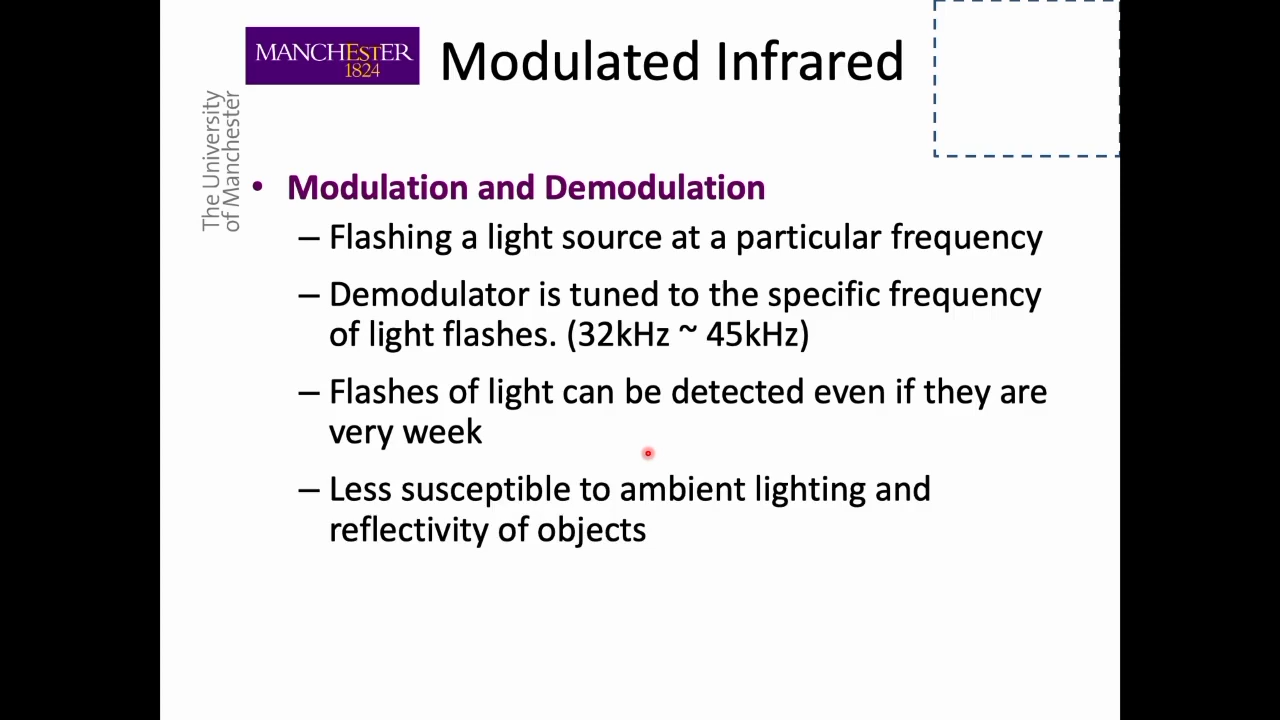 MANCHESTER
1824
The University
of Manchester
Modulated Infrared
• Modulation and Demodulation
– Flashing a light source at a particular frequency
– Demodulator is tuned to the specific frequency
of light flashes. (32kHz ~ 45kHz)
– Flashes of light can be detected even if they are
very week
– Less susceptible to ambient lighting and
reflectivity of objects